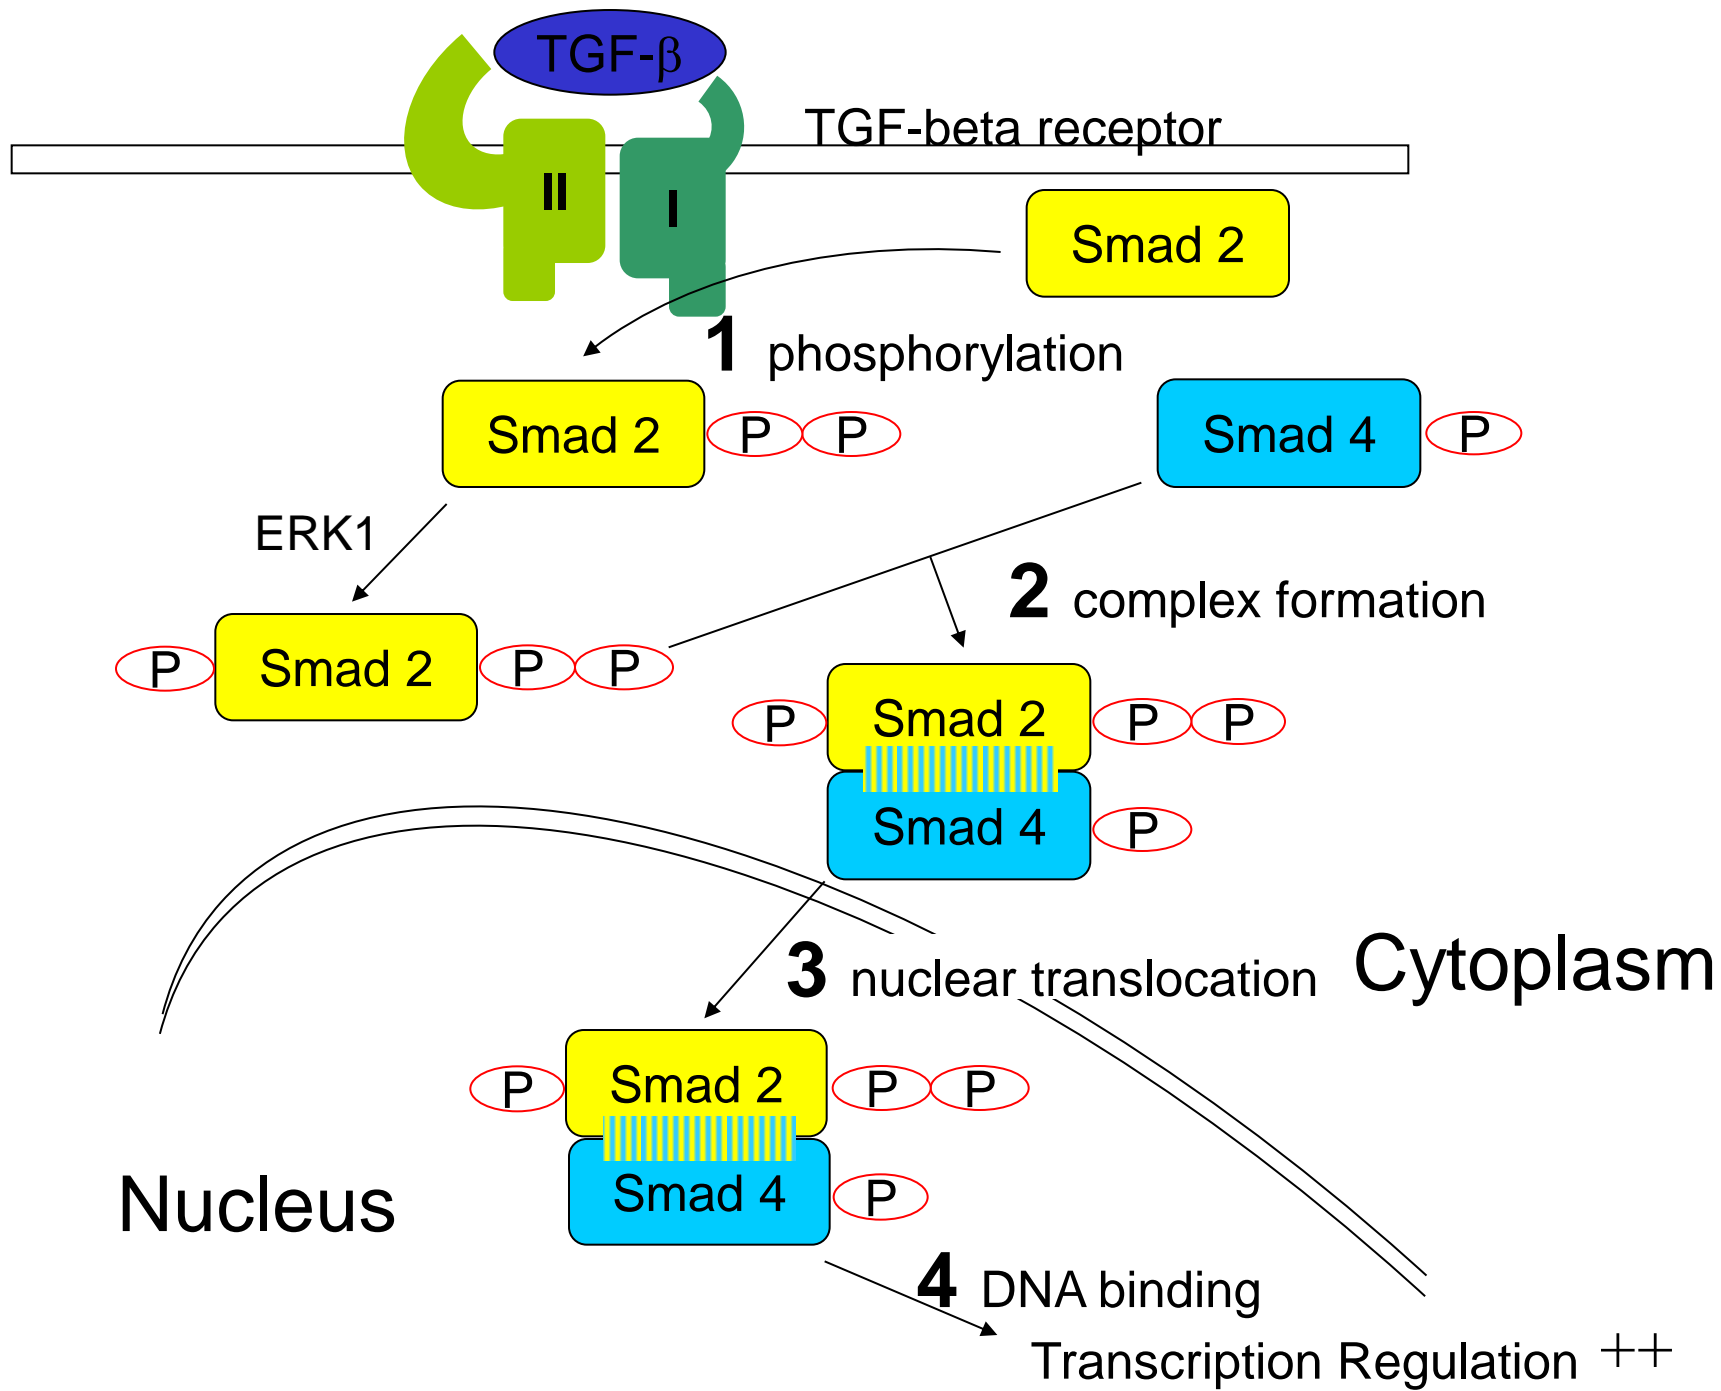 TGF-β
TGF-beta receptor
II
I
Smad 2
1 phosphorylation
Smad 2 P P
Smad 4 P
ERK1
2 complex formation
P Smad 2 P P
P Smad 2 P P
Smad 4 P
3 nuclear translocation
Cytoplasm
P Smad 2 P P
Smad 4 P
Nucleus
4 DNA binding
Transcription Regulation ++